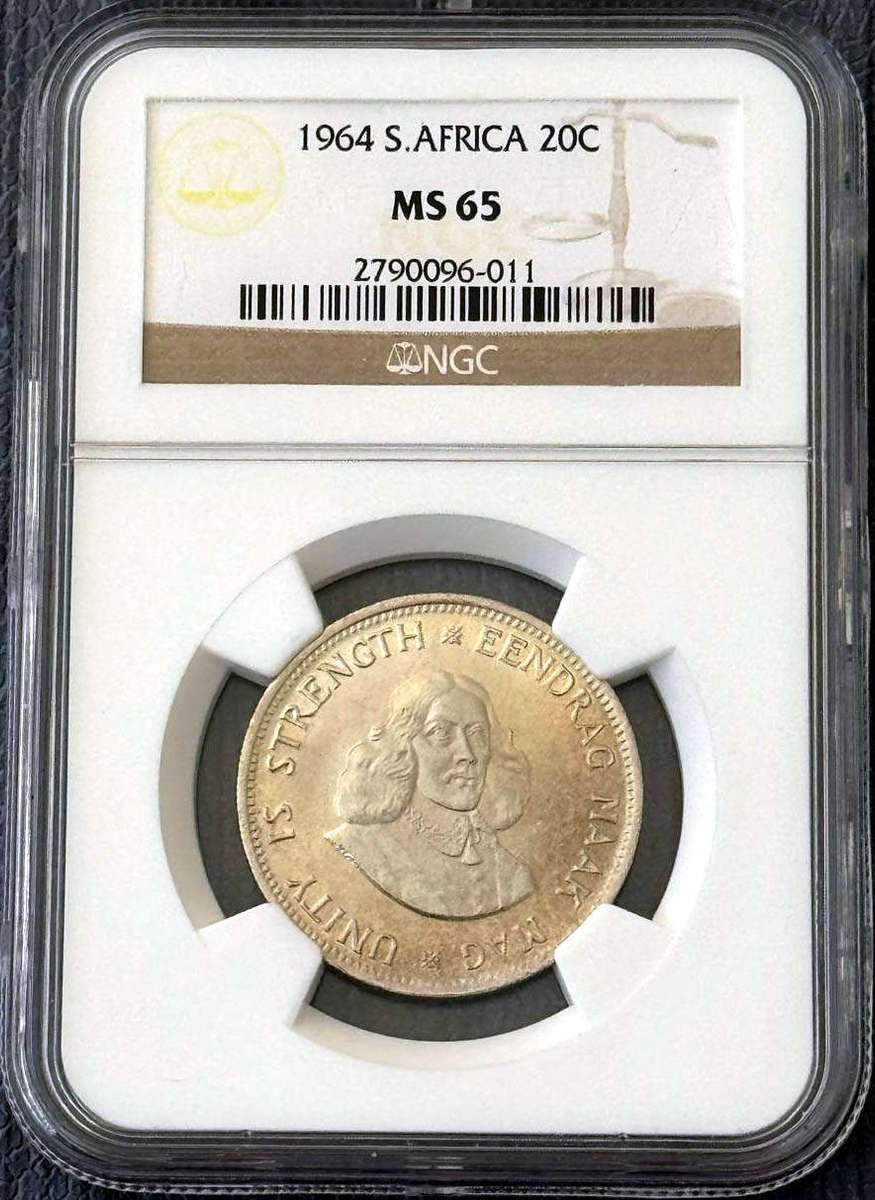 1964 S.AFRICA 20C
MS 65
2790096-011
NGC
UNITY IS STRENGTH * EENDRAG MAAK MAG *